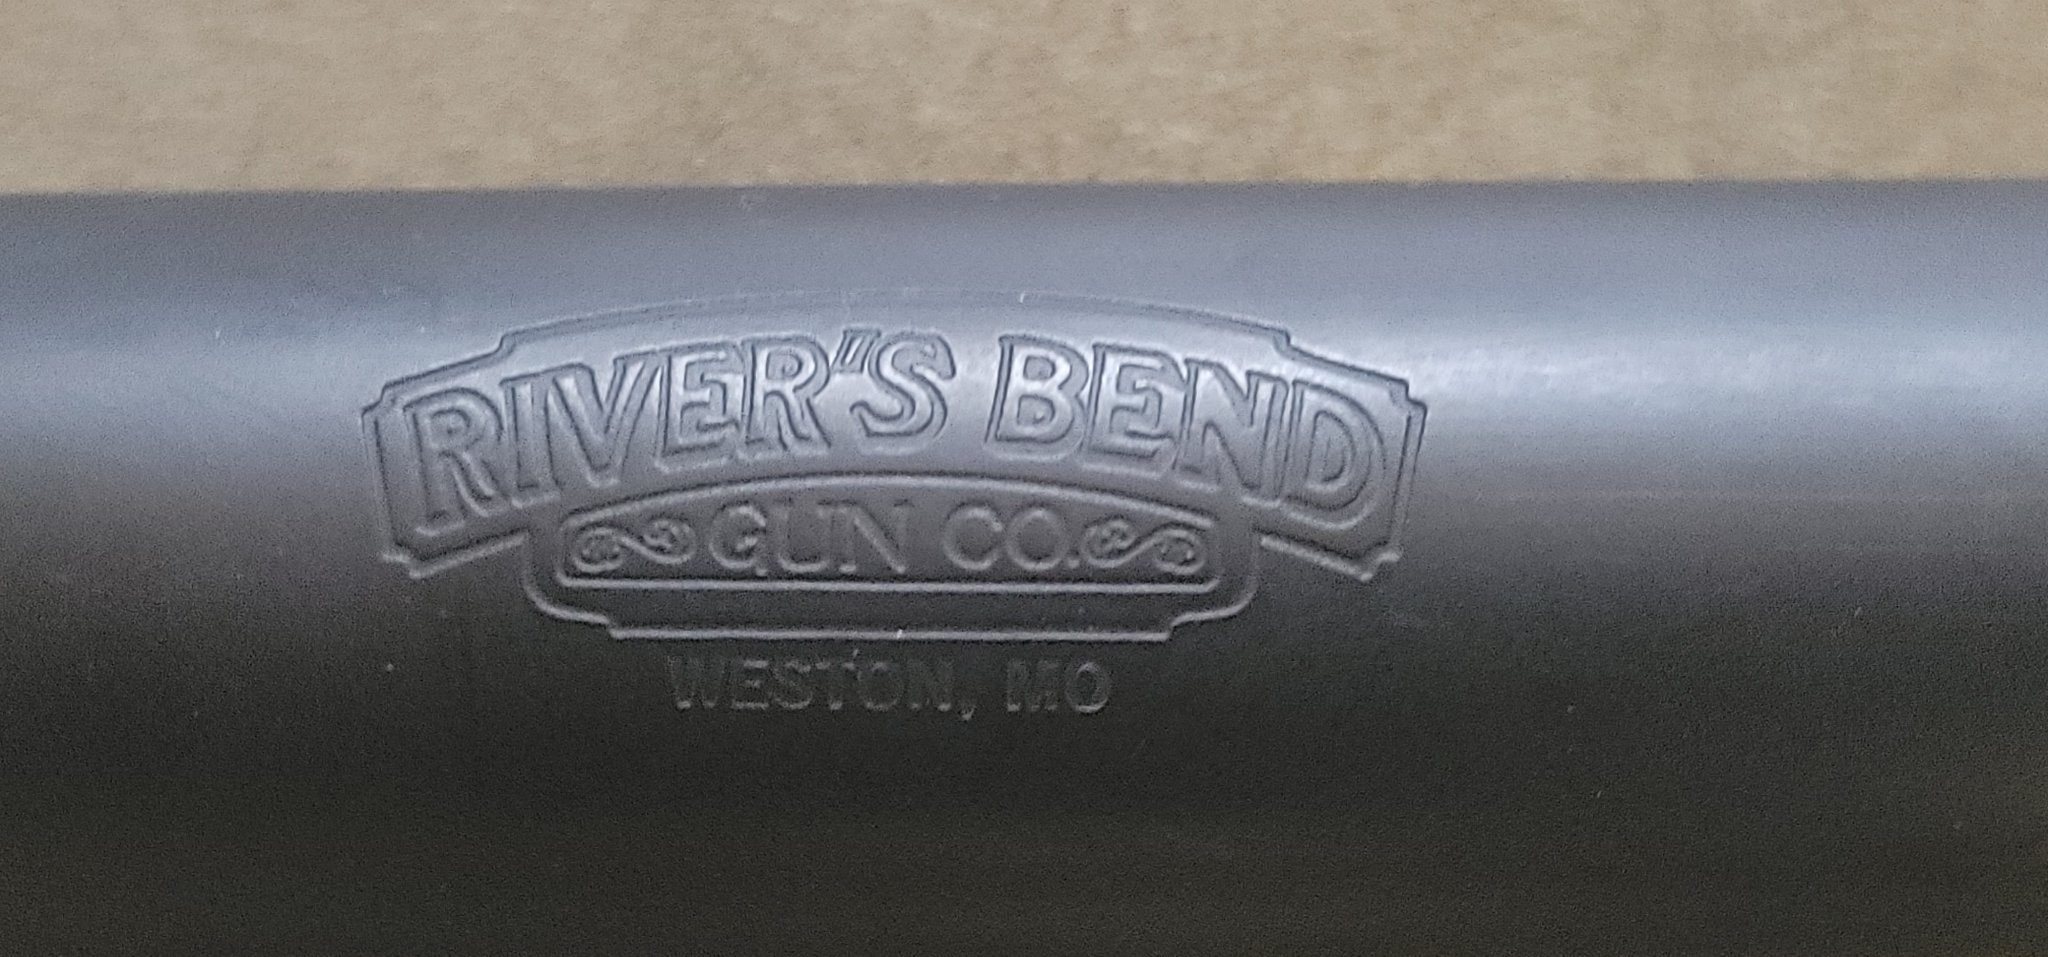 RIVER'S BEND
GUN CO.
WESTON, MO